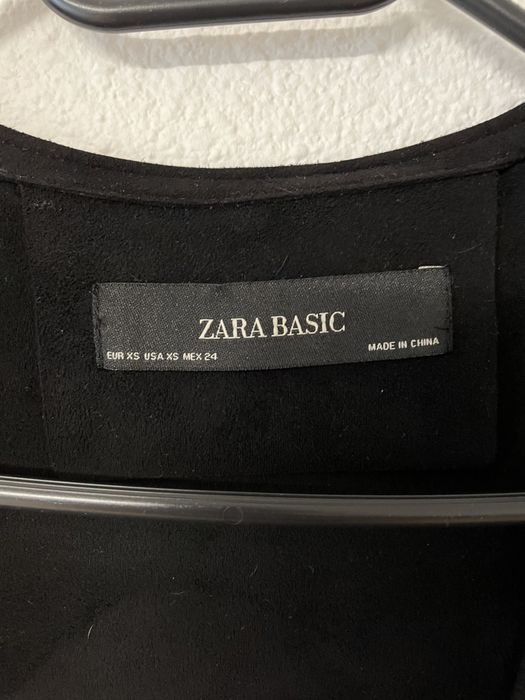 ZARA BASIC
EUR XS USA XS MEX 24
MADE IN CHINA